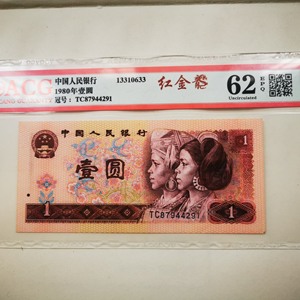 ACG
中国人民银行
1980年壹圆
冠号：TC87944291
13310633
红金龙
62
EPQ
Uncirculated
中国人民银行
1
壹圆
TC87944291
1
1